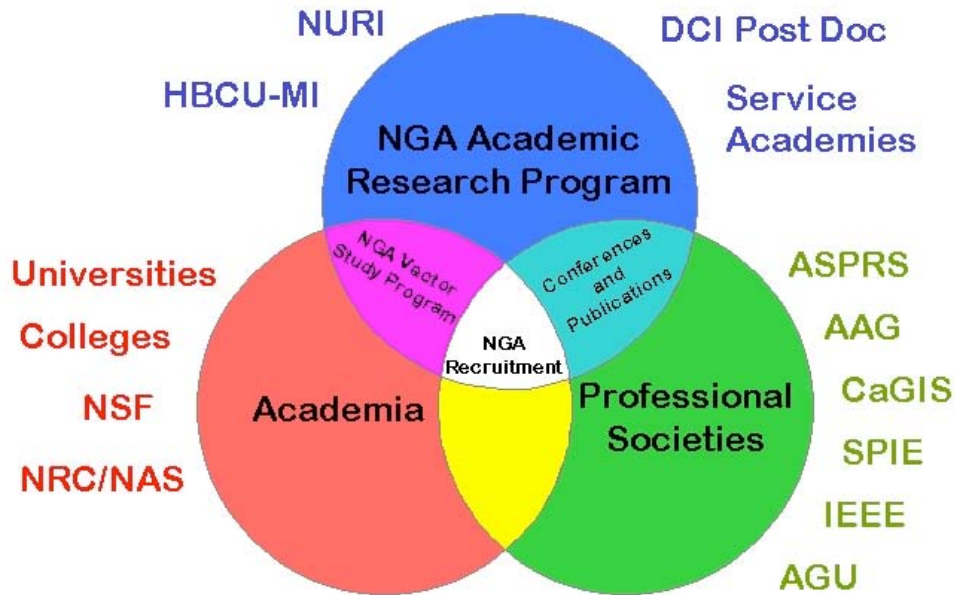 NURI
DCI Post Doc
HBCU-MI
Service
Academies
NGA Academic
Research Program
NGA Vector
Study Program
Conferences
and
Publications
NGA
Recruitment
Universities
Colleges
NSF
NRC/NAS
Academia
Professional
Societies
ASPRS
AAG
CaGIS
SPIE
IEEE
AGU